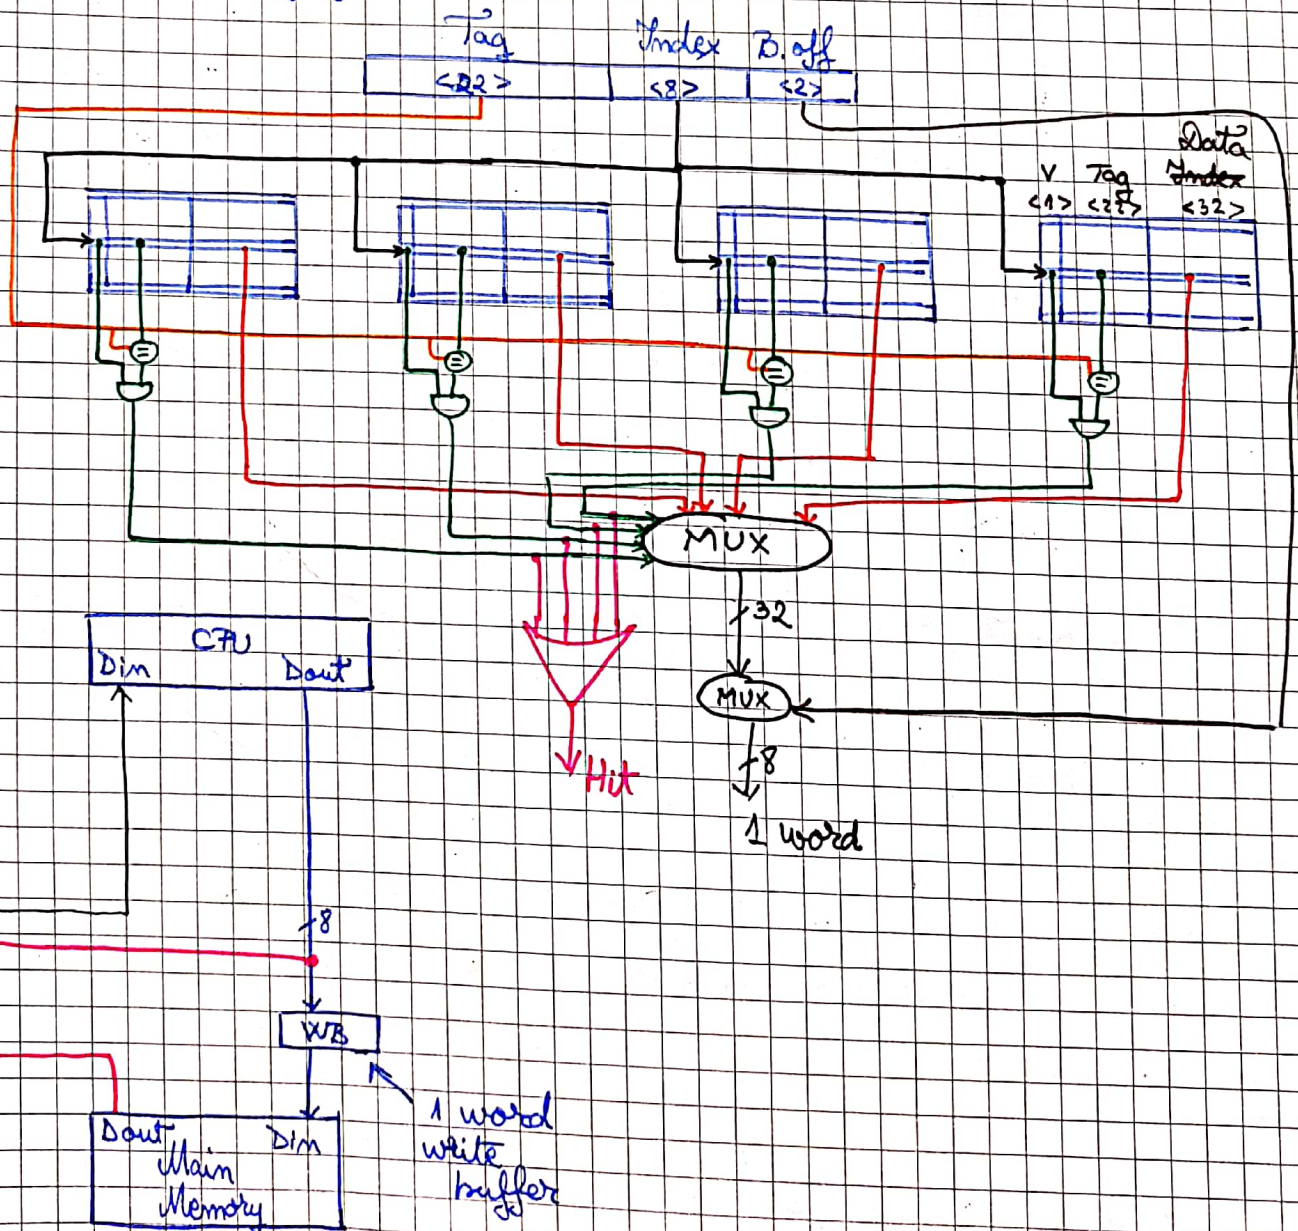 Tag Index B.off
<22> <8> <2>
Data
V Tag Index
<1> <22> <32>
MUX
32
CPU
Din Dout
MUX
8
Hit
1 word
8
WB
1 word
write
buffer
Dout Din
Main
Memory